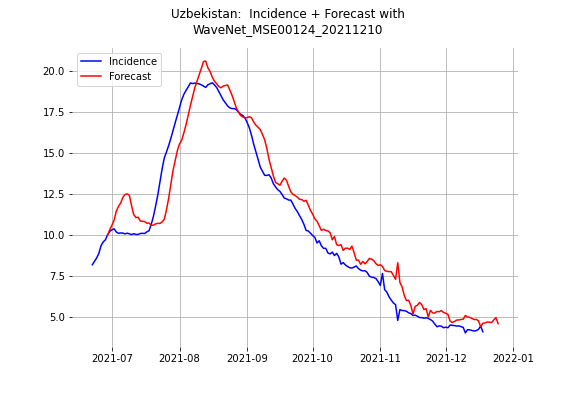 Uzbekistan:  Incidence + Forecast with
WaveNet_MSE00124_20211210
Incidence
Forecast
20.0
17.5
15.0
12.5
10.0
7.5
5.0
2021-07 2021-08 2021-09 2021-10 2021-11 2021-12 2022-01